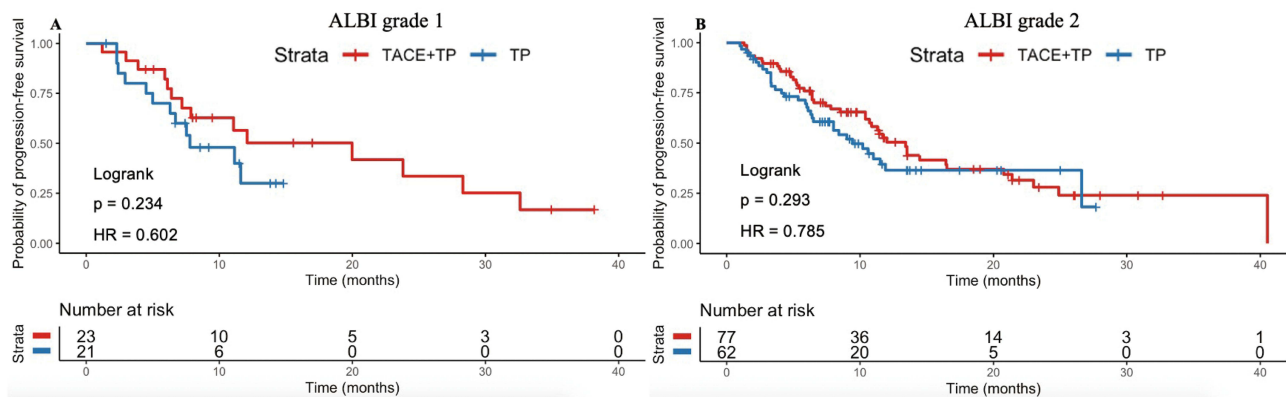 A
ALBI grade 1
Strata TACE+TP TP
Probability of progression-free survival
1.00
0.75
0.50
0.25
0.00
Logrank
p = 0.234
HR = 0.602
0 10 20 30 40
Time (months)
Number at risk
Strata
23 10 5 3 0
21 6 0 0 0
0 10 20 30 40
Time (months)
B
ALBI grade 2
Strata TACE+TP TP
Probability of progression-free survival
1.00
0.75
0.50
0.25
0.00
Logrank
p = 0.293
HR = 0.785
0 10 20 30 40
Time (months)
Number at risk
Strata
77 36 14 3 1
62 20 5 0 0
0 10 20 30 40
Time (months)